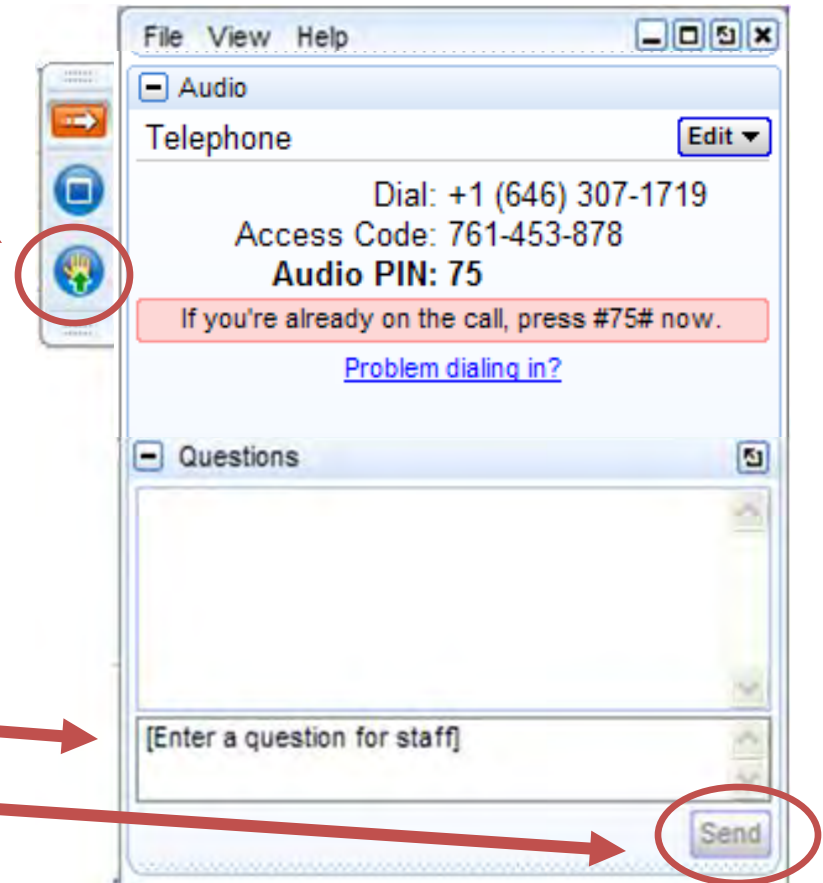 File View Help
Audio
Telephone
Edit
Dial: +1 (646) 307-1719
Access Code: 761-453-878
Audio PIN: 75
If you're already on the call, press #75# now.
Problem dialing in?
Questions
[Enter a question for staff]
Send